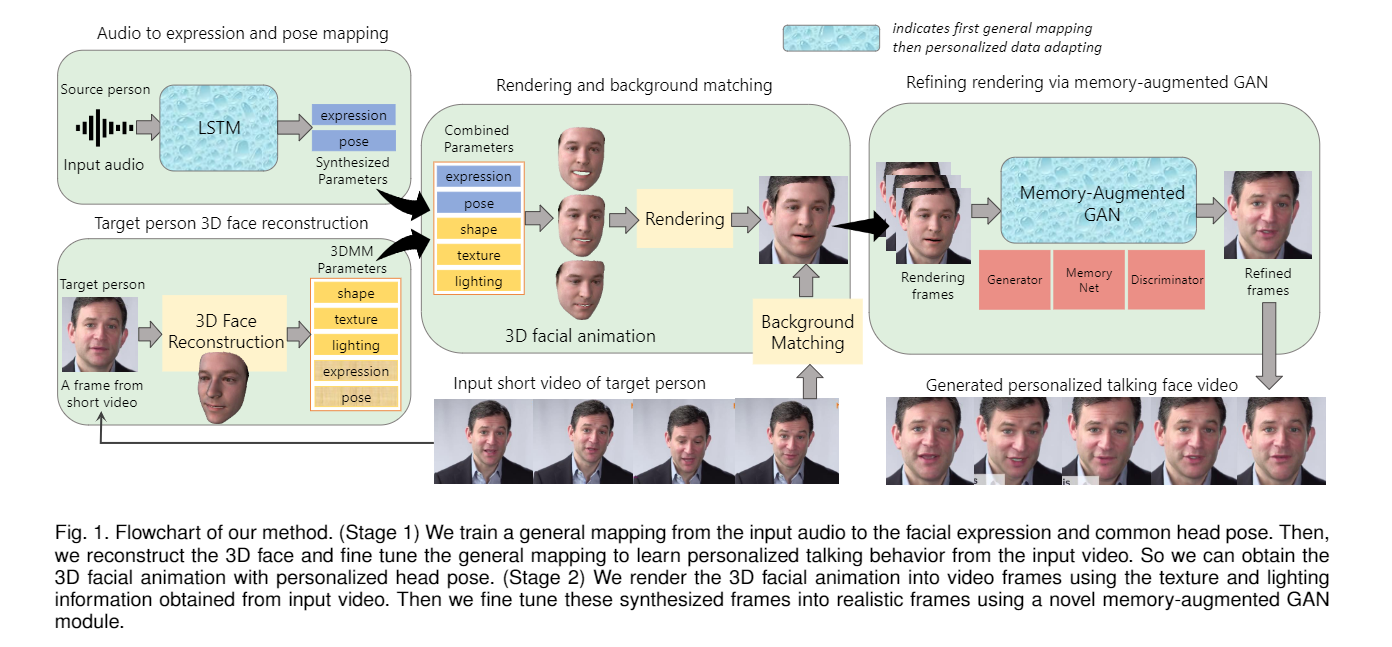 Audio to expression and pose mapping
indicates first general mapping
then personalized data adapting
Source person
Input audio
LSTM
expression
pose
Synthesized
Parameters
Target person 3D face reconstruction
Target person
A frame from
short video
3D Face
Reconstruction
3DMM
Parameters
shape
texture
lighting
expression
pose
Rendering and background matching
Combined
Parameters
expression
pose
shape
texture
lighting
3D facial animation
Rendering
Background
Matching
Input short video of target person
Refining rendering via memory-augmented GAN
Rendering
frames
Memory-Augmented
GAN
Generator
Memory
Net
Discriminator
Refined
frames
Generated personalized talking face video
s
is
Fig. 1. Flowchart of our method. (Stage 1) We train a general mapping from the input audio to the facial expression and common head pose. Then,
we reconstruct the 3D face and fine tune the general mapping to learn personalized talking behavior from the input video. So we can obtain the
3D facial animation with personalized head pose. (Stage 2) We render the 3D facial animation into video frames using the texture and lighting
information obtained from input video. Then we fine tune these synthesized frames into realistic frames using a novel memory-augmented GAN
module.